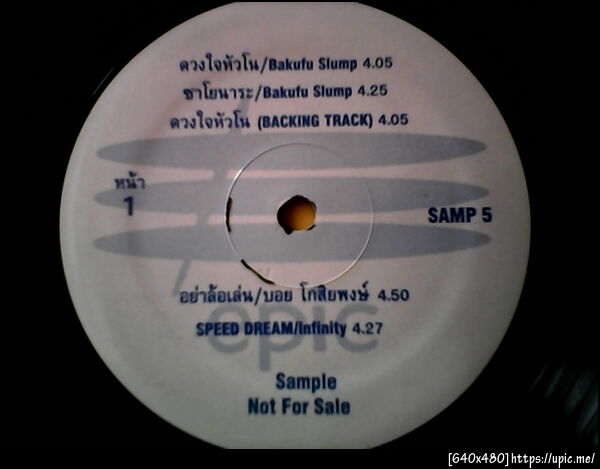 ดวงใจหัวโน/Bakufu Slump 4.05
ซาโยนาระ/Bakufu Slump 4.25
ดวงใจหัวโน (BACKING TRACK) 4.05
หน้า
1
SAMP 5
อย่าล้อเล่น/บอย โกสิยพงษ์ 4.50
SPEED DREAM/Infinity 4.27
epic
Sample
Not For Sale
[640x480]https://upic.me/